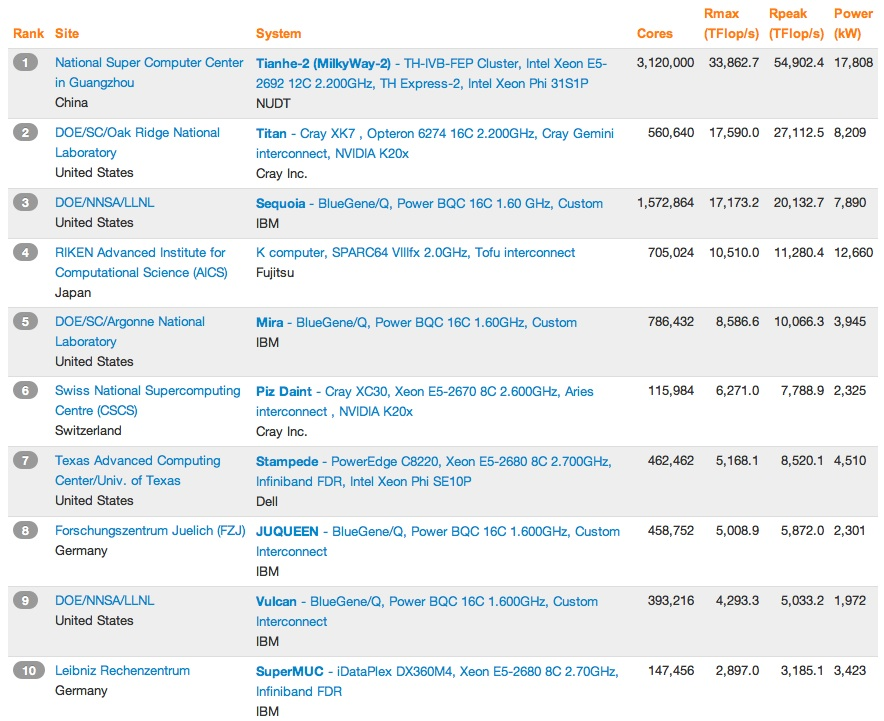 Rank Site System Cores Rmax (TFlop/s) Rpeak (TFlop/s) Power (kW)
1 National Super Computer Center Tianhe-2 (MilkyWay-2) - TH-IVB-FEP Cluster, Intel Xeon E5- 3,120,000 33,862.7 54,902.4 17,808
in Guangzhou 2692 12C 2.200GHz, TH Express-2, Intel Xeon Phi 31S1P
China NUDT
2 DOE/SC/Oak Ridge National Titan - Cray XK7 , Opteron 6274 16C 2.200GHz, Cray Gemini 560,640 17,590.0 27,112.5 8,209
Laboratory interconnect, NVIDIA K20x
United States Cray Inc.
3 DOE/NNSA/LLNL Sequoia - BlueGene/Q, Power BQC 16C 1.60 GHz, Custom 1,572,864 17,173.2 20,132.7 7,890
United States IBM
4 RIKEN Advanced Institute for K computer, SPARC64 VIIIfx 2.0GHz, Tofu interconnect 705,024 10,510.0 11,280.4 12,660
Computational Science (AICS) Fujitsu
Japan
5 DOE/SC/Argonne National Mira - BlueGene/Q, Power BQC 16C 1.60GHz, Custom 786,432 8,586.6 10,066.3 3,945
Laboratory IBM
United States
6 Swiss National Supercomputing Piz Daint - Cray XC30, Xeon E5-2670 8C 2.600GHz, Aries 115,984 6,271.0 7,788.9 2,325
Centre (CSCS) interconnect , NVIDIA K20x
Switzerland Cray Inc.
7 Texas Advanced Computing Stampede - PowerEdge C8220, Xeon E5-2680 8C 2.700GHz, 462,462 5,168.1 8,520.1 4,510
Center/Univ. of Texas Infiniband FDR, Intel Xeon Phi SE10P
United States Dell
8 Forschungszentrum Juelich (FZJ) JUQUEEN - BlueGene/Q, Power BQC 16C 1.600GHz, Custom 458,752 5,008.9 5,872.0 2,301
Germany Interconnect
IBM
9 DOE/NNSA/LLNL Vulcan - BlueGene/Q, Power BQC 16C 1.600GHz, Custom 393,216 4,293.3 5,033.2 1,972
United States Interconnect
IBM
10 Leibniz Rechenzentrum SuperMUC - iDataPlex DX360M4, Xeon E5-2680 8C 2.70GHz, 147,456 2,897.0 3,185.1 3,423
Germany Infiniband FDR
IBM